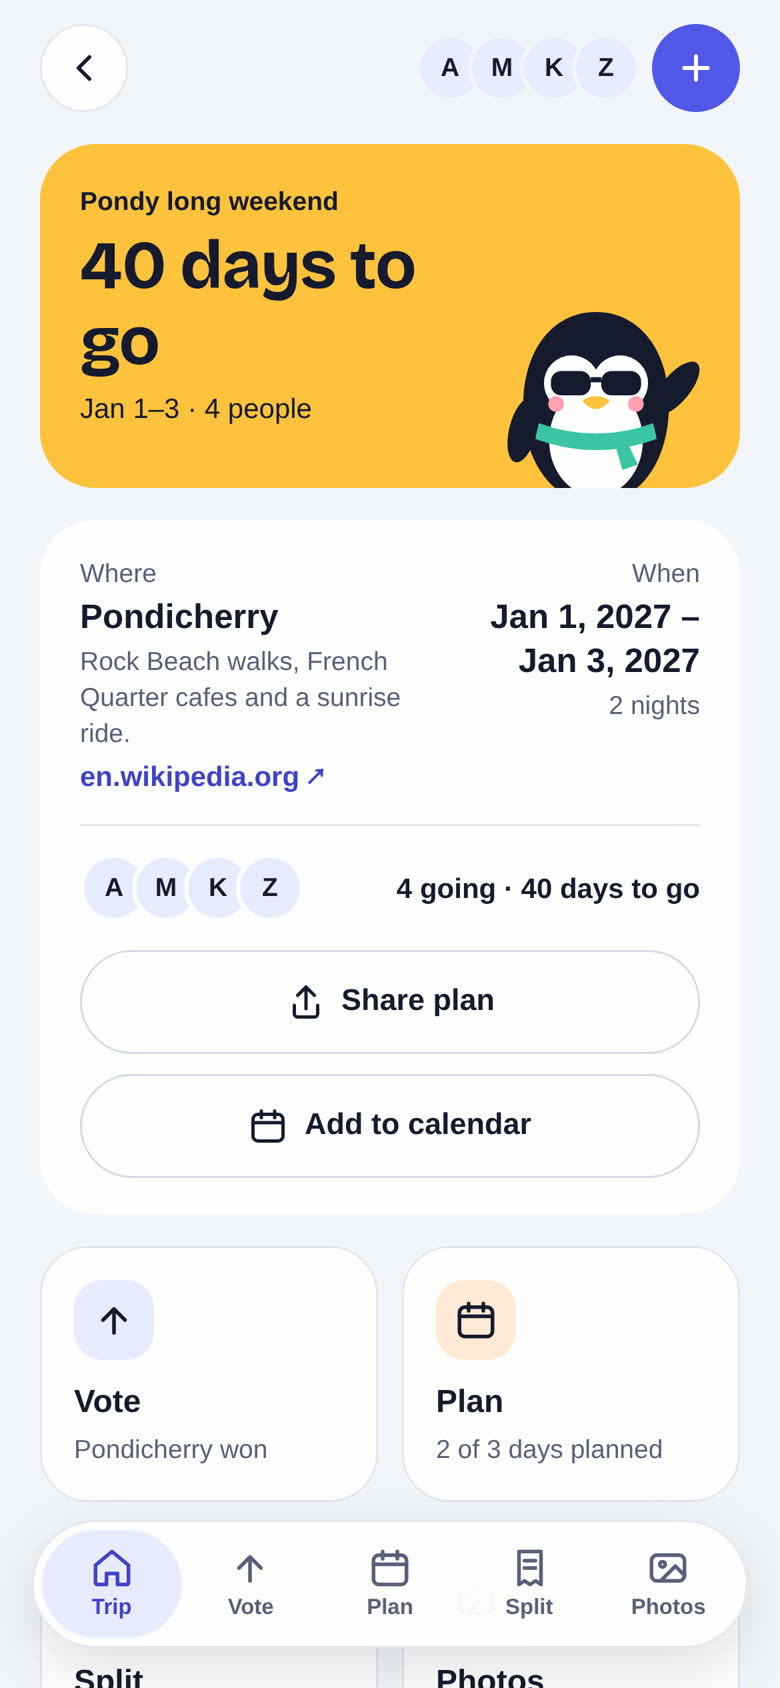 A M K Z
Pondy long weekend
40 days to
go
Jan 1–3 · 4 people
Where
When
Pondicherry
Jan 1, 2027 –
Jan 3, 2027
Rock Beach walks, French
Quarter cafes and a sunrise
ride.
2 nights
en.wikipedia.org ↗
A M K Z
4 going · 40 days to go
Share plan
Add to calendar
Vote
Pondicherry won
Plan
2 of 3 days planned
Trip
Vote
Plan
Split
Photos
Split
Photos